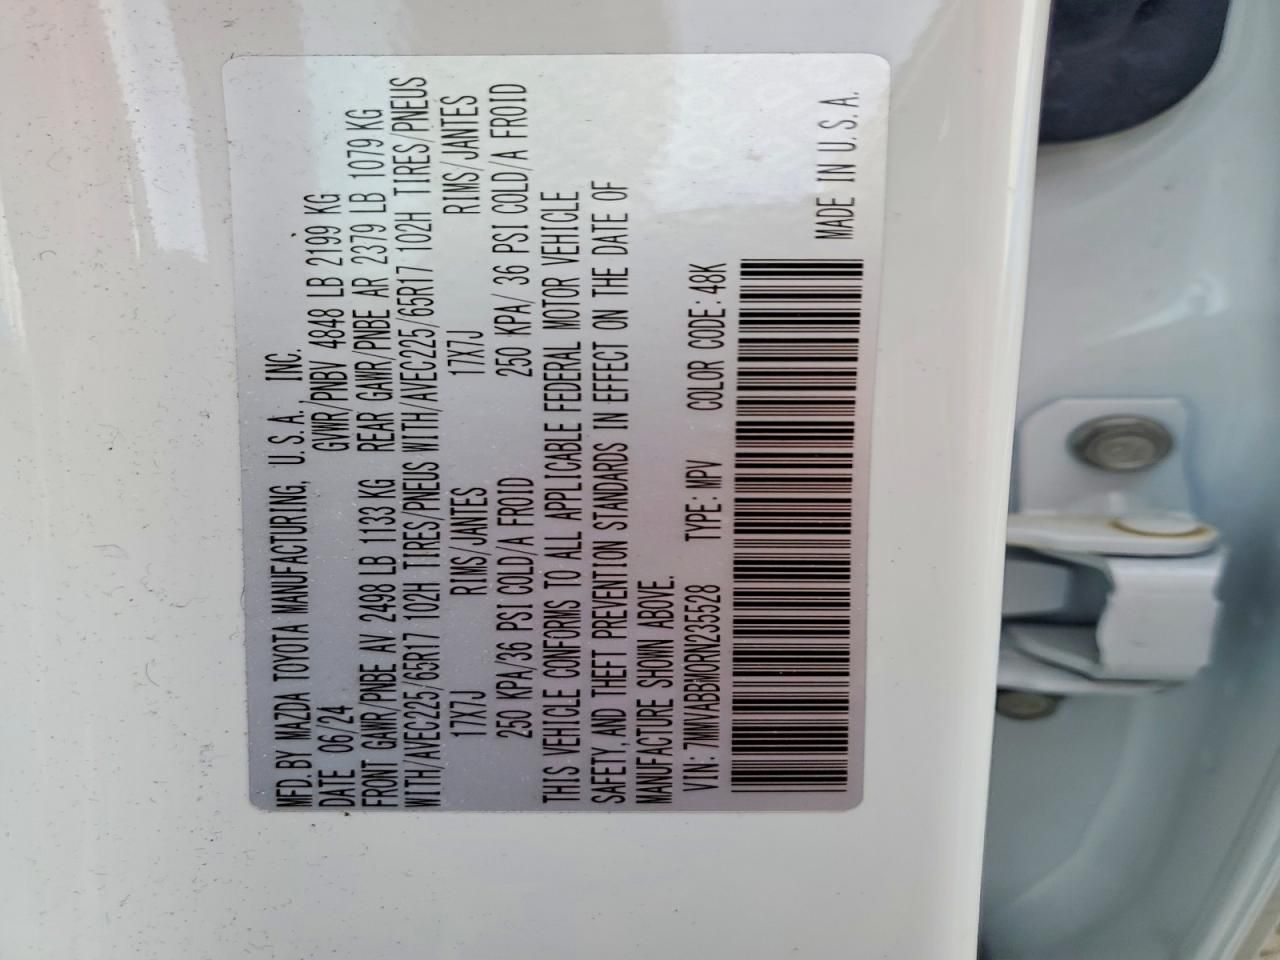 MFD. BY MAZDA TOYOTA MANUFACTURING, U.S.A. INC.
DATE 06/24 GVWR/PNBV 4848 LB 2199 KG
FRONT GAWR/PNBE AV 2498 LB 1133 KG REAR GAWR/PNBE AR 2379 LB 1079 KG
WITH/AVEC225/65R17 102H TIRES/PNEUS WITH/AVEC225/65R17 102H TIRES/PNEUS
17X7J RIMS/JANTES 17X7J RIMS/JANTES
250 KPA/36 PSI COLD/A FROID 250 KPA/ 36 PSI COLD/A FROID
THIS VEHICLE CONFORMS TO ALL APPLICABLE FEDERAL MOTOR VEHICLE
SAFETY, AND THEFT PREVENTION STANDARDS IN EFFECT ON THE DATE OF
MANUFACTURE SHOWN ABOVE.
VIN: 7MMVABBW0RN235528 TYPE: MPV COLOR CODE: 48K
MADE IN U.S.A.